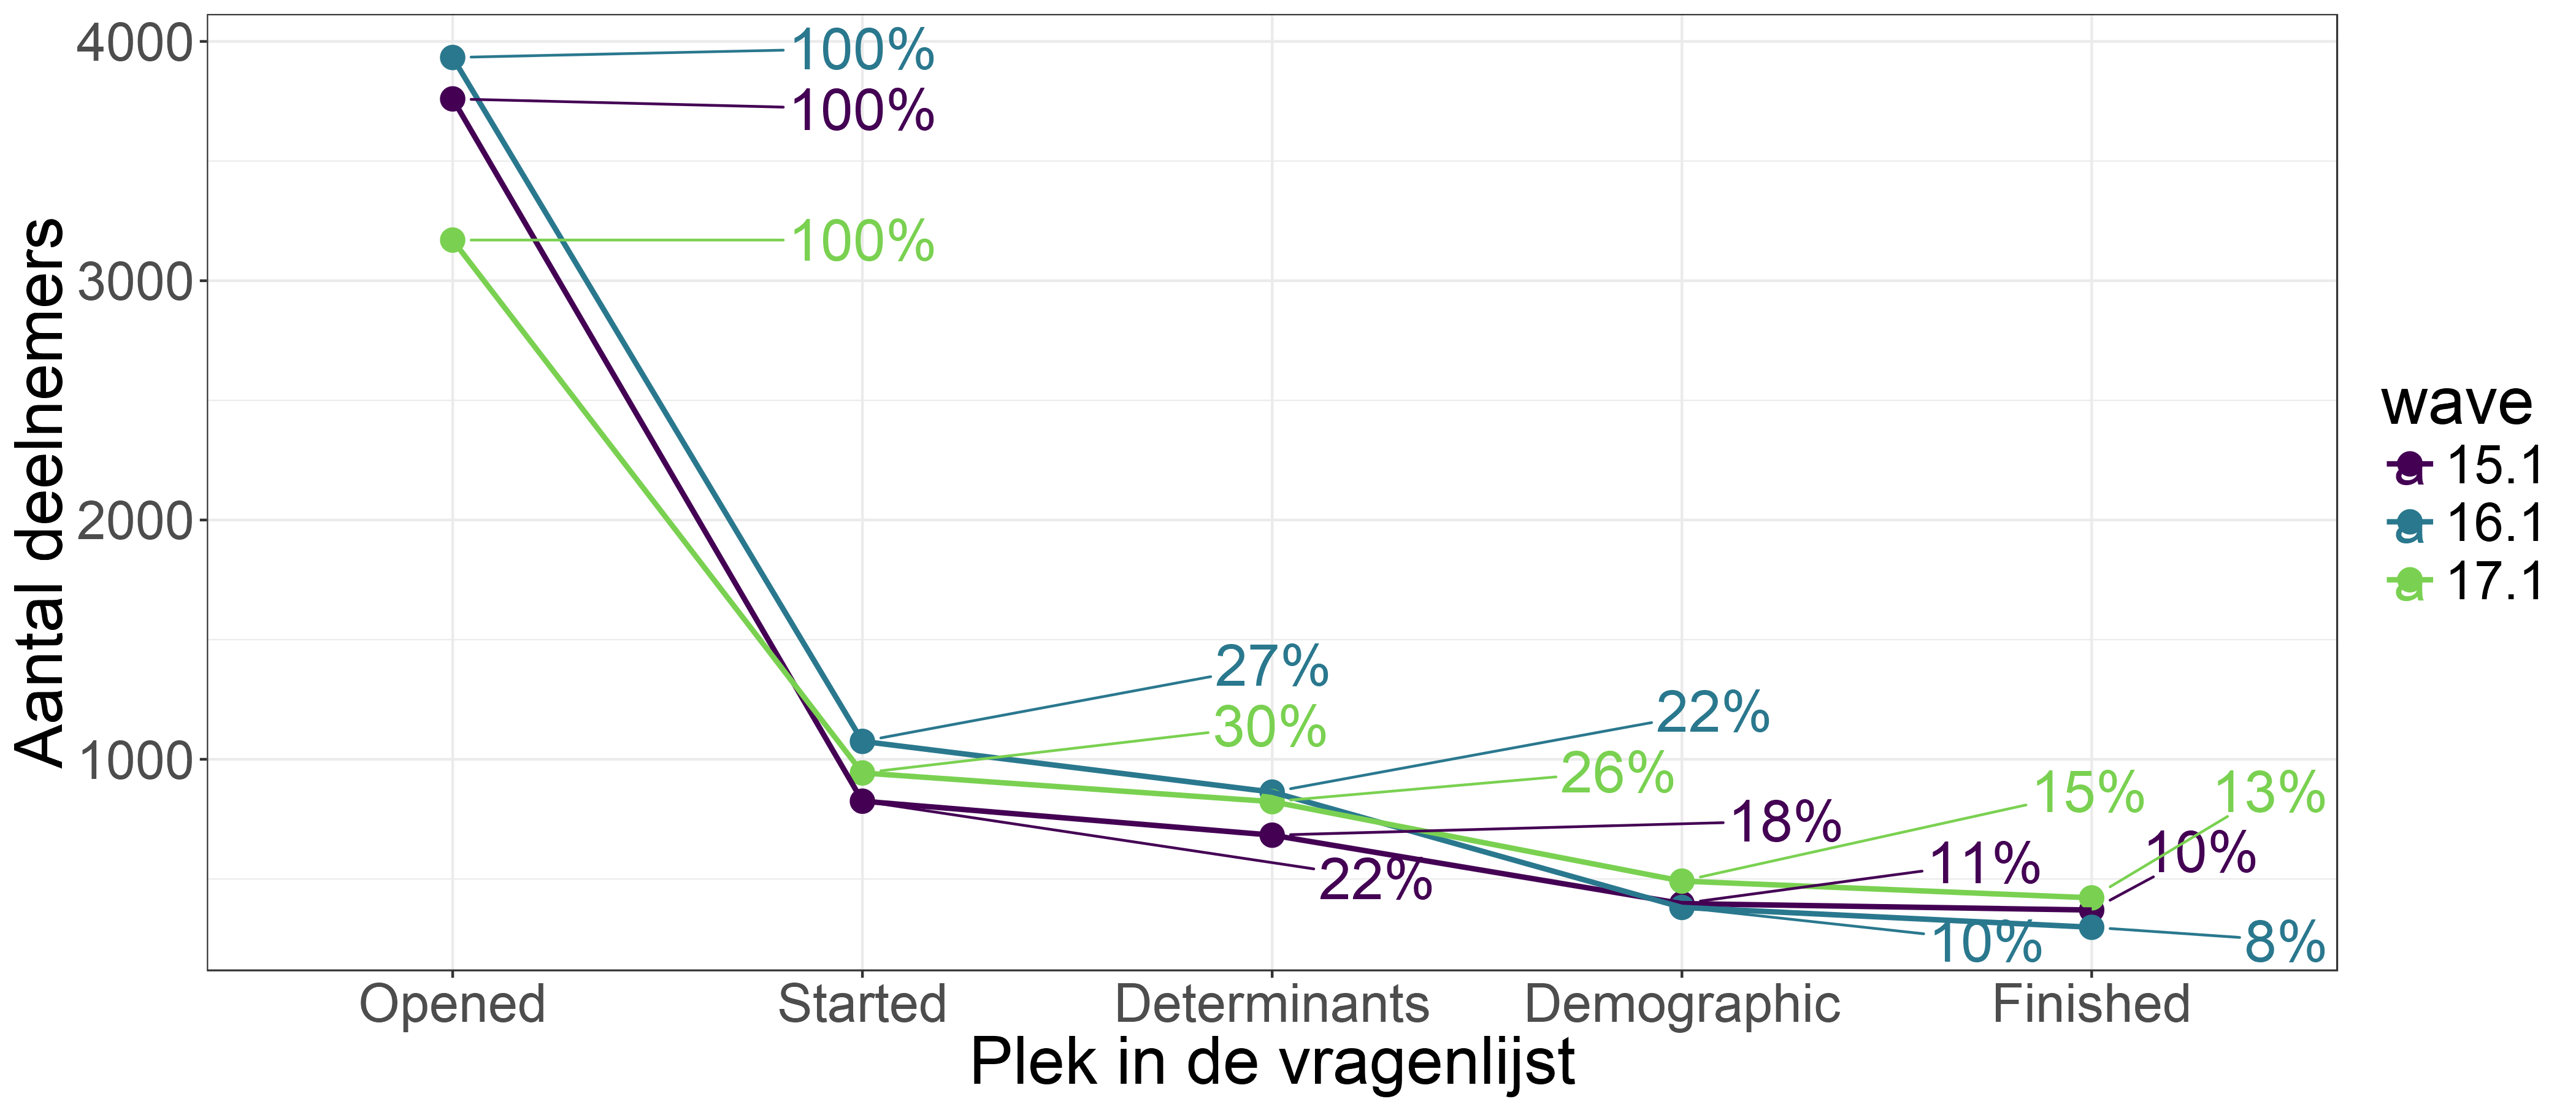 Aantal deelnemers
4000
3000
2000
1000
100%
100%
100%
27%
30%
22%
22%
26%
18%
15%
13%
11%
10%
10%
8%
Opened
Started
Determinants
Demographic
Finished
Plek in de vragenlijst
wave
a 15.1
a 16.1
a 17.1